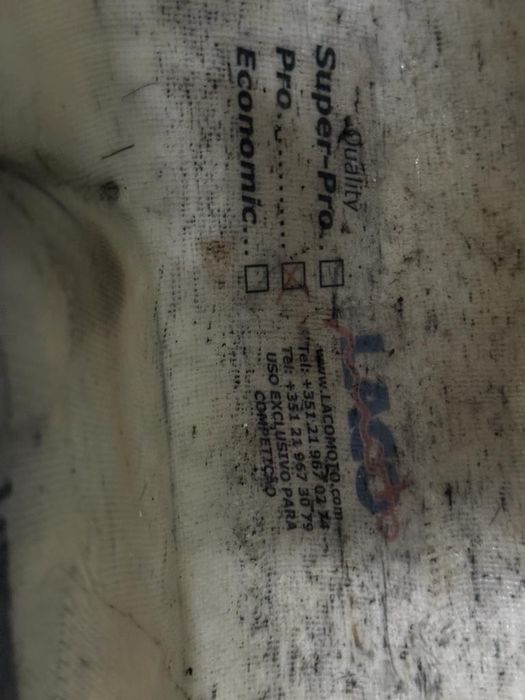 Quality
Super-Pro..
Pro...........
Economic...
LACO
www.LACOMOTO.com
Tel: +351 21 967 02 74
Tel: +351 21 967 30 79
USO EXCLUSIVO PARA
COMPETIÇÃO